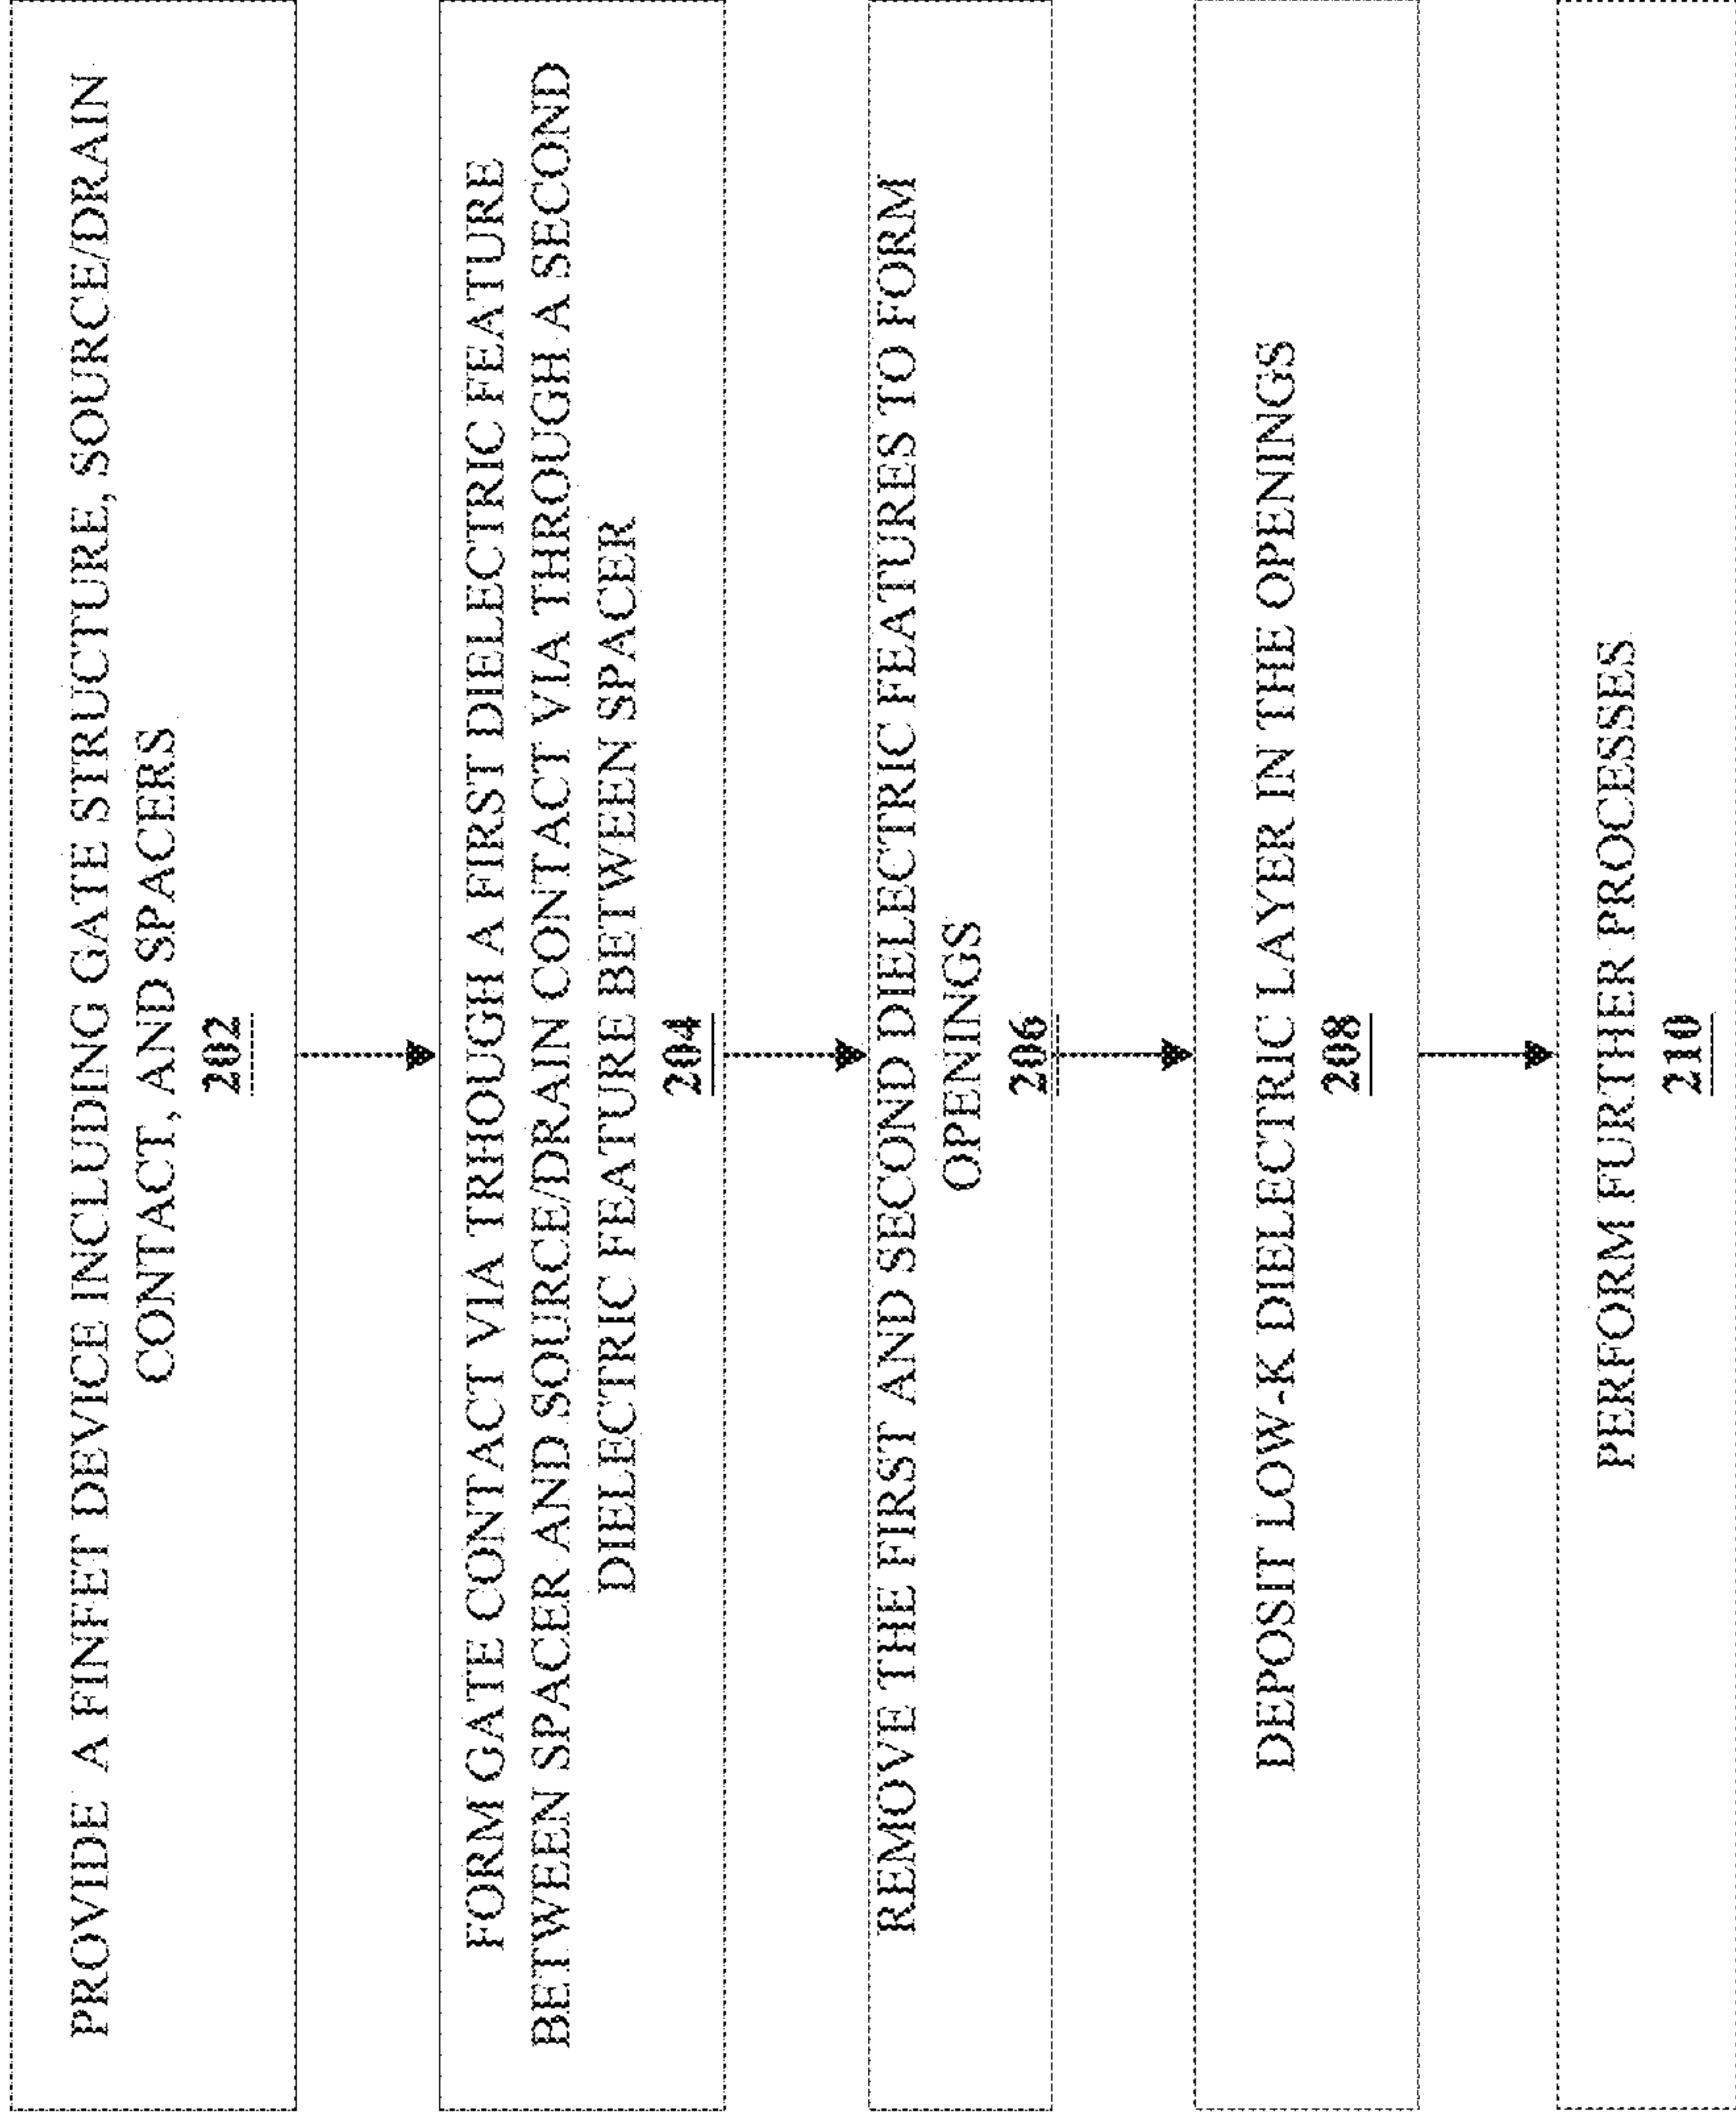 PROVIDE A FINFET DEVICE INCLUDING GATE STRUCTURE, SOURCE/DRAIN
CONTACT, AND SPACERS
202
FORM GATE CONTACT VIA TRHOUGH A FIRST DIELECTRIC FEATURE
BETWEEN SPACER AND SOURCE/DRAIN CONTACT VIA THROUGH A SECOND
DIELECTRIC FEATURE BETWEEN SPACER
204
REMOVE THE FIRST AND SECOND DIELECTRIC FEATURES TO FORM
OPENINGS
206
DEPOSIT LOW-K DIELECTRIC LAYER IN THE OPENINGS
208
PERFORM FURTHER PROCESSES
210